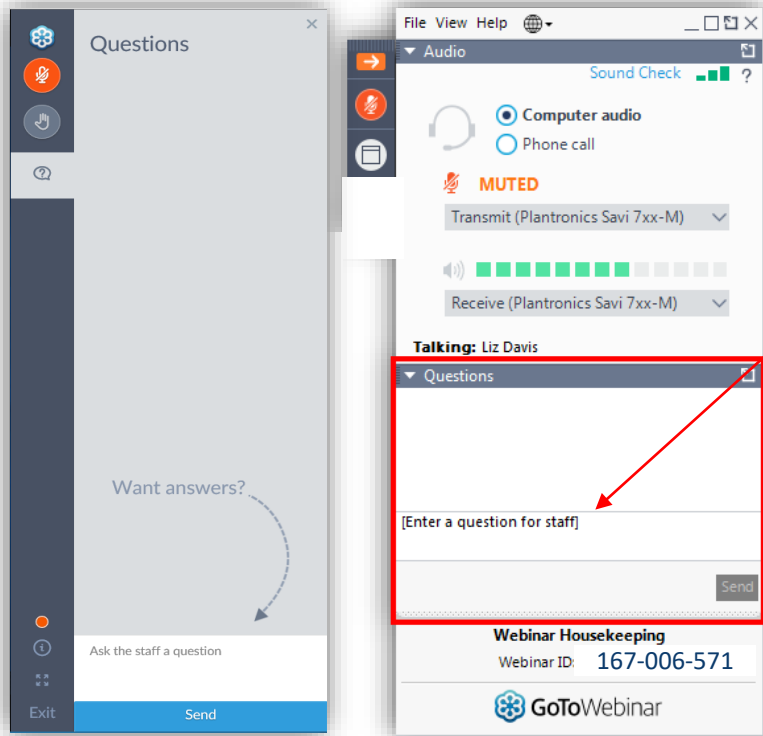 ×
Questions
Want answers?
Ask the staff a question
Exit
Send
File View Help
Audio
Sound Check
?
Computer audio
Phone call
MUTED
Transmit (Plantronics Savi 7xx-M)
Receive (Plantronics Savi 7xx-M)
Talking: Liz Davis
Questions
[Enter a question for staff]
Send
Webinar Housekeeping
Webinar ID: 167-006-571
GoToWebinar